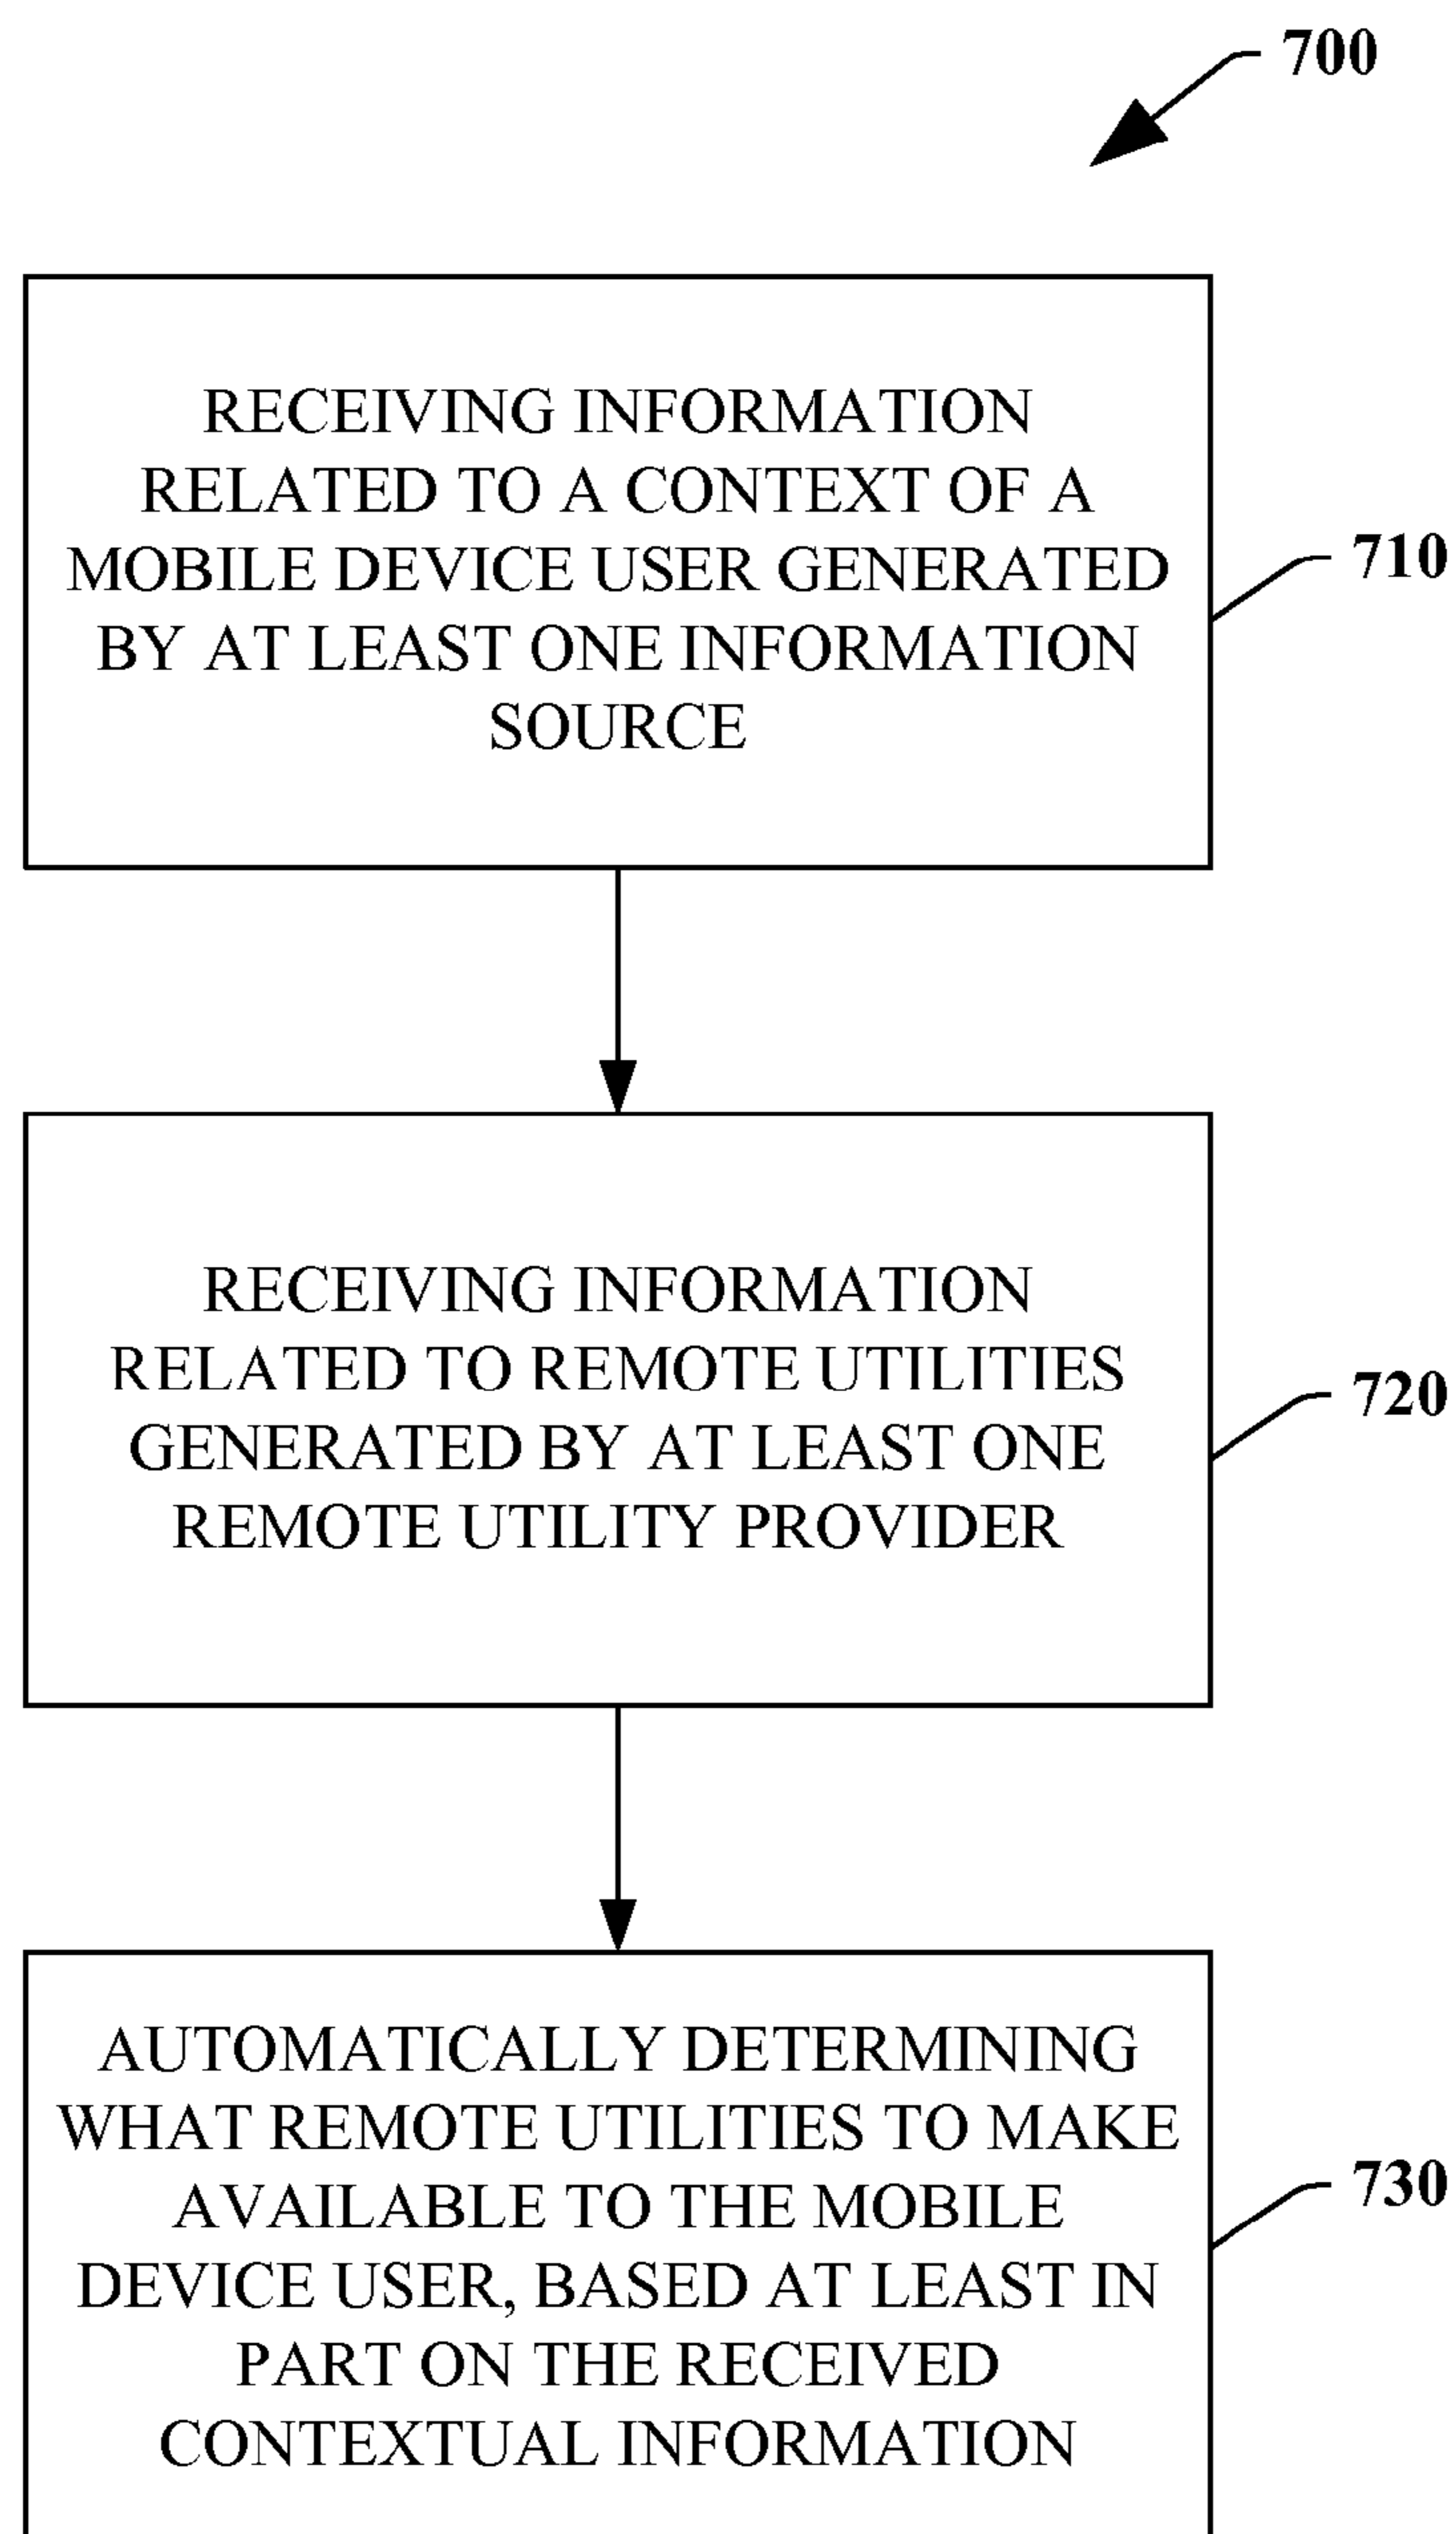 700
RECEIVING INFORMATION
RELATED TO A CONTEXT OF A
MOBILE DEVICE USER GENERATED
BY AT LEAST ONE INFORMATION
SOURCE
710
RECEIVING INFORMATION
RELATED TO REMOTE UTILITIES
GENERATED BY AT LEAST ONE
REMOTE UTILITY PROVIDER
720
AUTOMATICALLY DETERMINING
WHAT REMOTE UTILITIES TO MAKE
AVAILABLE TO THE MOBILE
DEVICE USER, BASED AT LEAST IN
PART ON THE RECEIVED
CONTEXTUAL INFORMATION
730